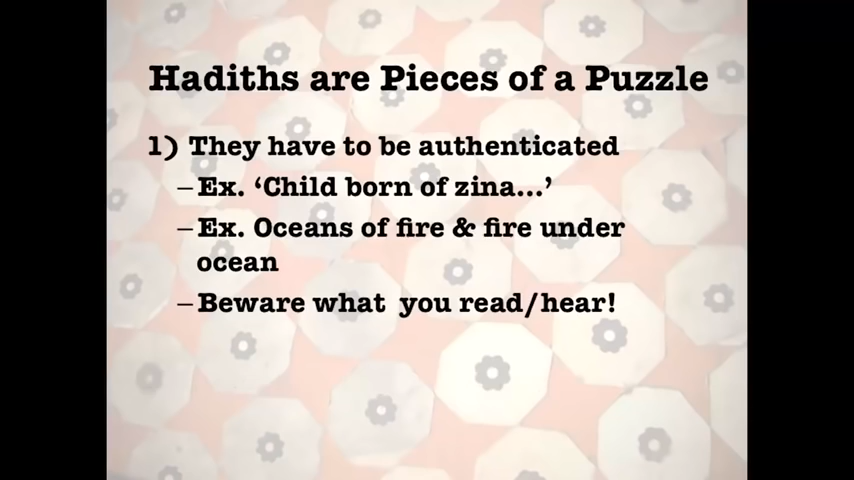 Hadiths are Pieces of a Puzzle
1) They have to be authenticated
– Ex. ‘Child born of zina...’
– Ex. Oceans of fire & fire under
ocean
– Beware what you read/hear!